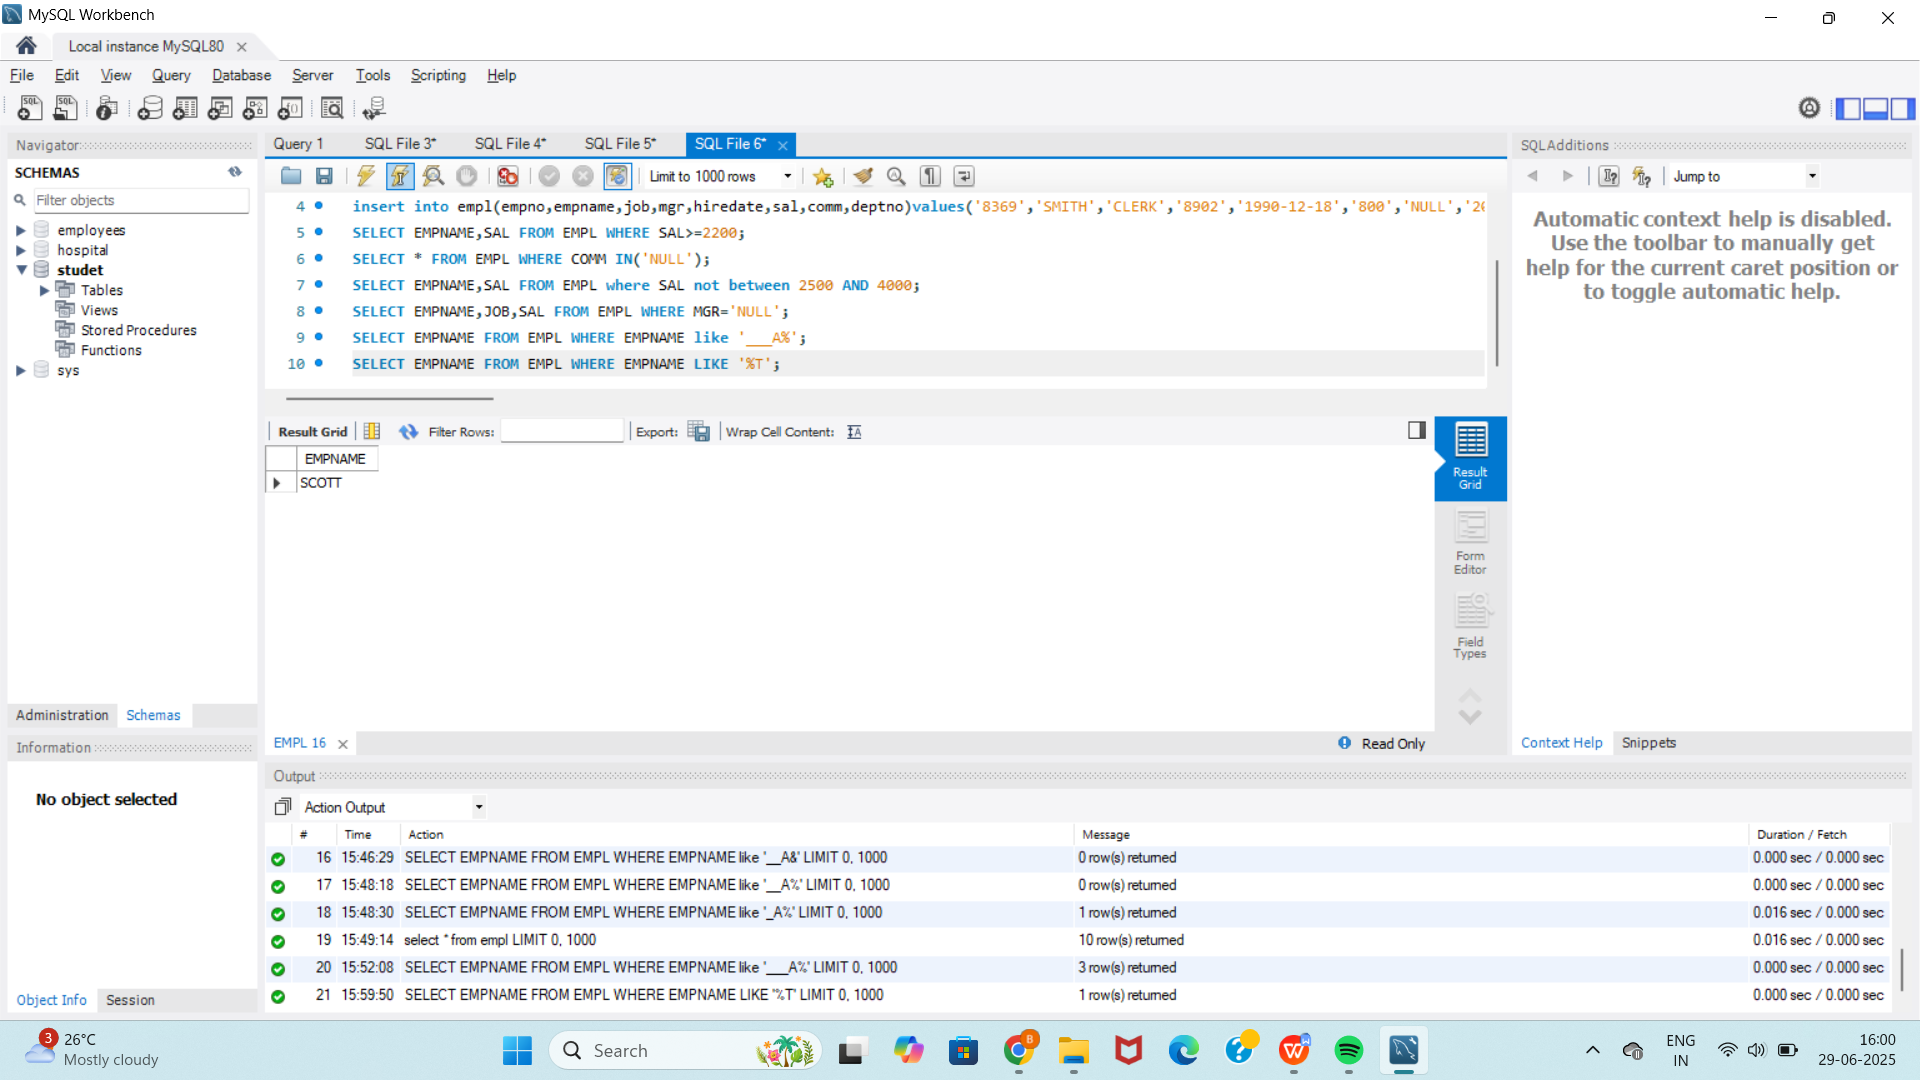 MySQL Workbench
Local instance MySQL80
File Edit View Query Database Server Tools Scripting Help
Navigator
SCHEMAS
Filter objects
employees
hospital
studet
Tables
Views
Stored Procedures
Functions
sys
Administration Schemas
Information
No object selected
Object Info Session
Query 1 SQL File 3* SQL File 4* SQL File 5* SQL File 6*
Limit to 1000 rows
4 insert into empl(empno,empname,job,mgr,hiredate,sal,comm,deptno)values('8369','SMITH','CLERK','8902','1990-12-18','800','NULL','20
5 SELECT EMPNAME,SAL FROM EMPL WHERE SAL>=2200;
6 SELECT * FROM EMPL WHERE COMM IN('NULL');
7 SELECT EMPNAME,SAL FROM EMPL where SAL not between 2500 AND 4000;
8 SELECT EMPNAME,JOB,SAL FROM EMPL WHERE MGR='NULL';
9 SELECT EMPNAME FROM EMPL WHERE EMPNAME like '___A%';
10 SELECT EMPNAME FROM EMPL WHERE EMPNAME LIKE '%T';
Result Grid Filter Rows: Export: Wrap Cell Content:
EMPNAME
SCOTT
Result
Grid
Form
Editor
Field
Types
EMPL 16
Read Only
SQLAdditions
Jump to
Automatic context help is disabled.
Use the toolbar to manually get
help for the current caret position or
to toggle automatic help.
Context Help Snippets
Output
Action Output
# Time Action Message Duration / Fetch
16 15:46:29 SELECT EMPNAME FROM EMPL WHERE EMPNAME like '__A&' LIMIT 0, 1000 0 row(s) returned 0.000 sec / 0.000 sec
17 15:48:18 SELECT EMPNAME FROM EMPL WHERE EMPNAME like '__A%' LIMIT 0, 1000 0 row(s) returned 0.000 sec / 0.000 sec
18 15:48:30 SELECT EMPNAME FROM EMPL WHERE EMPNAME like '_A%' LIMIT 0, 1000 1 row(s) returned 0.016 sec / 0.000 sec
19 15:49:14 select * from empl LIMIT 0, 1000 10 row(s) returned 0.016 sec / 0.000 sec
20 15:52:08 SELECT EMPNAME FROM EMPL WHERE EMPNAME like '___A%' LIMIT 0, 1000 3 row(s) returned 0.000 sec / 0.000 sec
21 15:59:50 SELECT EMPNAME FROM EMPL WHERE EMPNAME LIKE '%T' LIMIT 0, 1000 1 row(s) returned 0.000 sec / 0.000 sec
3
26°C
Mostly cloudy
Search
ENG
IN
16:00
29-06-2025